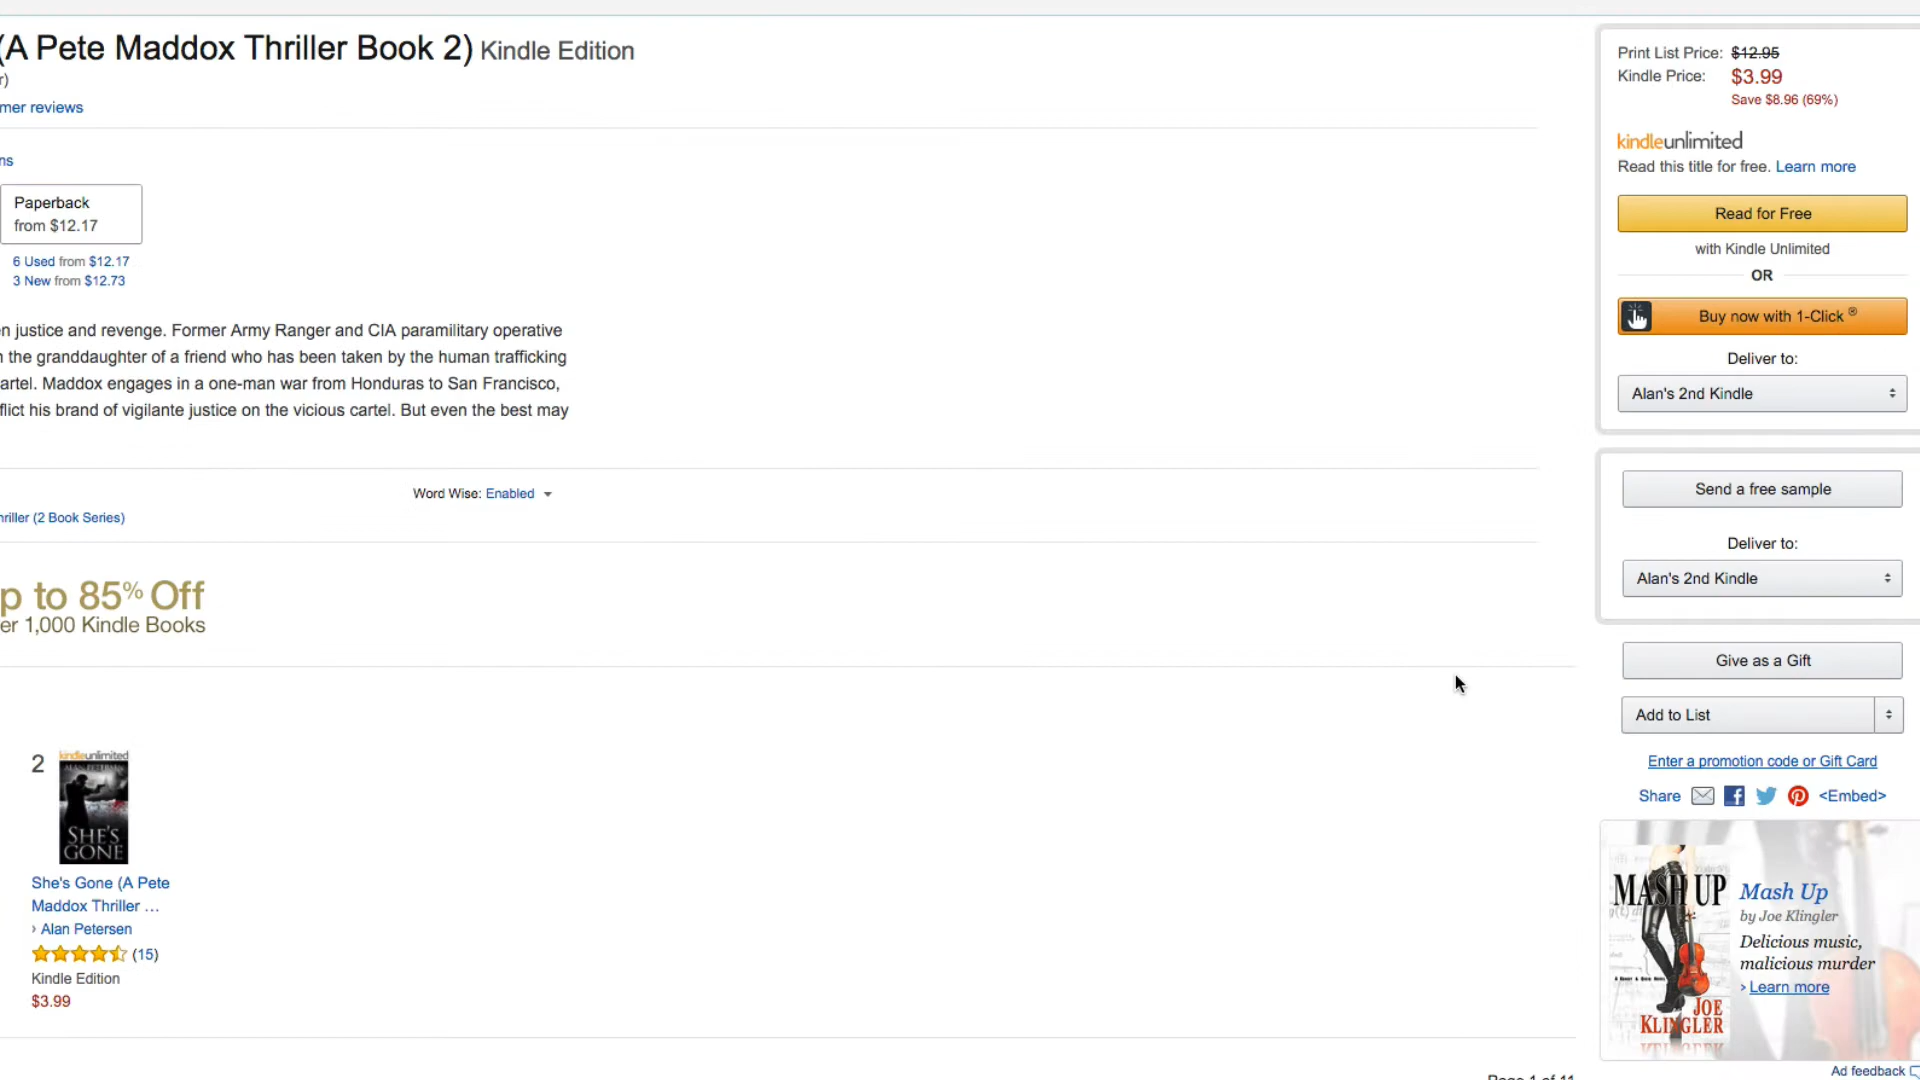 (A Pete Maddox Thriller Book 2) Kindle Edition
r)
mer reviews
ns
Paperback
from $12.17
6 Used from $12.17
3 New from $12.73
n justice and revenge. Former Army Ranger and CIA paramilitary operative
n the granddaughter of a friend who has been taken by the human trafficking
artel. Maddox engages in a one-man war from Honduras to San Francisco,
flict his brand of vigilante justice on the vicious cartel. But even the best may
Word Wise: Enabled
hriller (2 Book Series)
p to 85% Off
er 1,000 Kindle Books
2
kindleunlimited
ALAN PETERSEN
SHE'S
GONE
She's Gone (A Pete
Maddox Thriller …
› Alan Petersen
(15)
Kindle Edition
$3.99
Print List Price: $12.95
Kindle Price: $3.99
Save $8.96 (69%)
kindleunlimited
Read this title for free. Learn more
Read for Free
with Kindle Unlimited
OR
Buy now with 1-Click ®
Deliver to:
Alan's 2nd Kindle
Send a free sample
Deliver to:
Alan's 2nd Kindle
Give as a Gift
Add to List
Enter a promotion code or Gift Card
Share <Embed>
MASH UP
JOE
KLINGLER
Mash Up
by Joe Klingler
Delicious music,
malicious murder
› Learn more
Ad feedback
Page 1 of 11